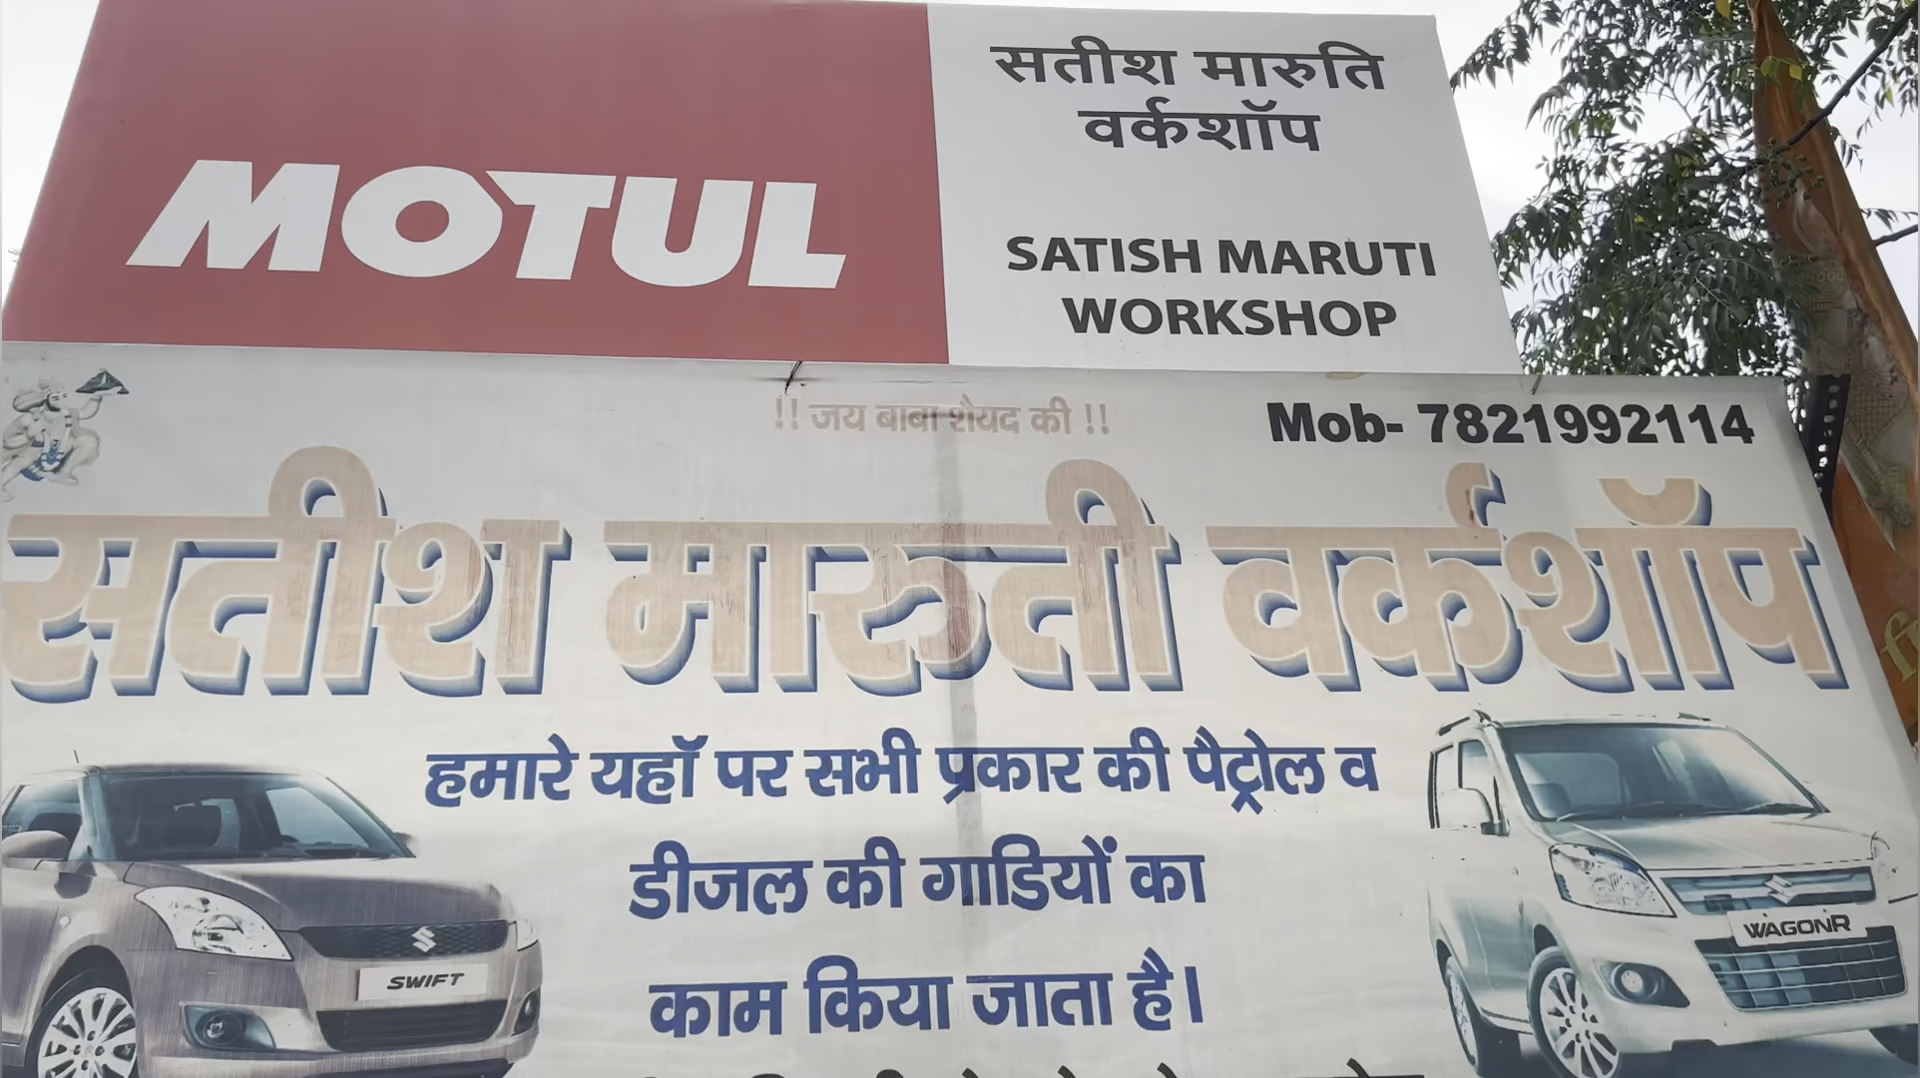 MOTUL
सतीश मारुति
वर्कशॉप
SATISH MARUTI
WORKSHOP
!! जय बाबा शेयद की !!
Mob- 7821992114
सतीश मारुती वर्कशॉप
हमारे यहॉ पर सभी प्रकार की पैट्रोल व
डीजल की गाडियों का
काम किया जाता है।
SWIFT
WAGONR